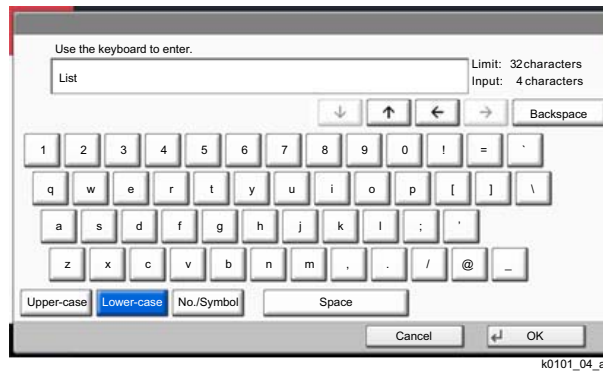 Use the keyboard to enter.
Limit: 32characters
List
Input: 4 characters
↓ ↑ ← → Backspace
1 2 3 4 5 6 7 8 9 0 ! = `
q w e r t y u i o p [ ] \
a s d f g h j k l ; '
z x c v b n m , . / @ _
Upper-case Lower-case No./Symbol Space
Cancel ↵ OK
k0101_04_a